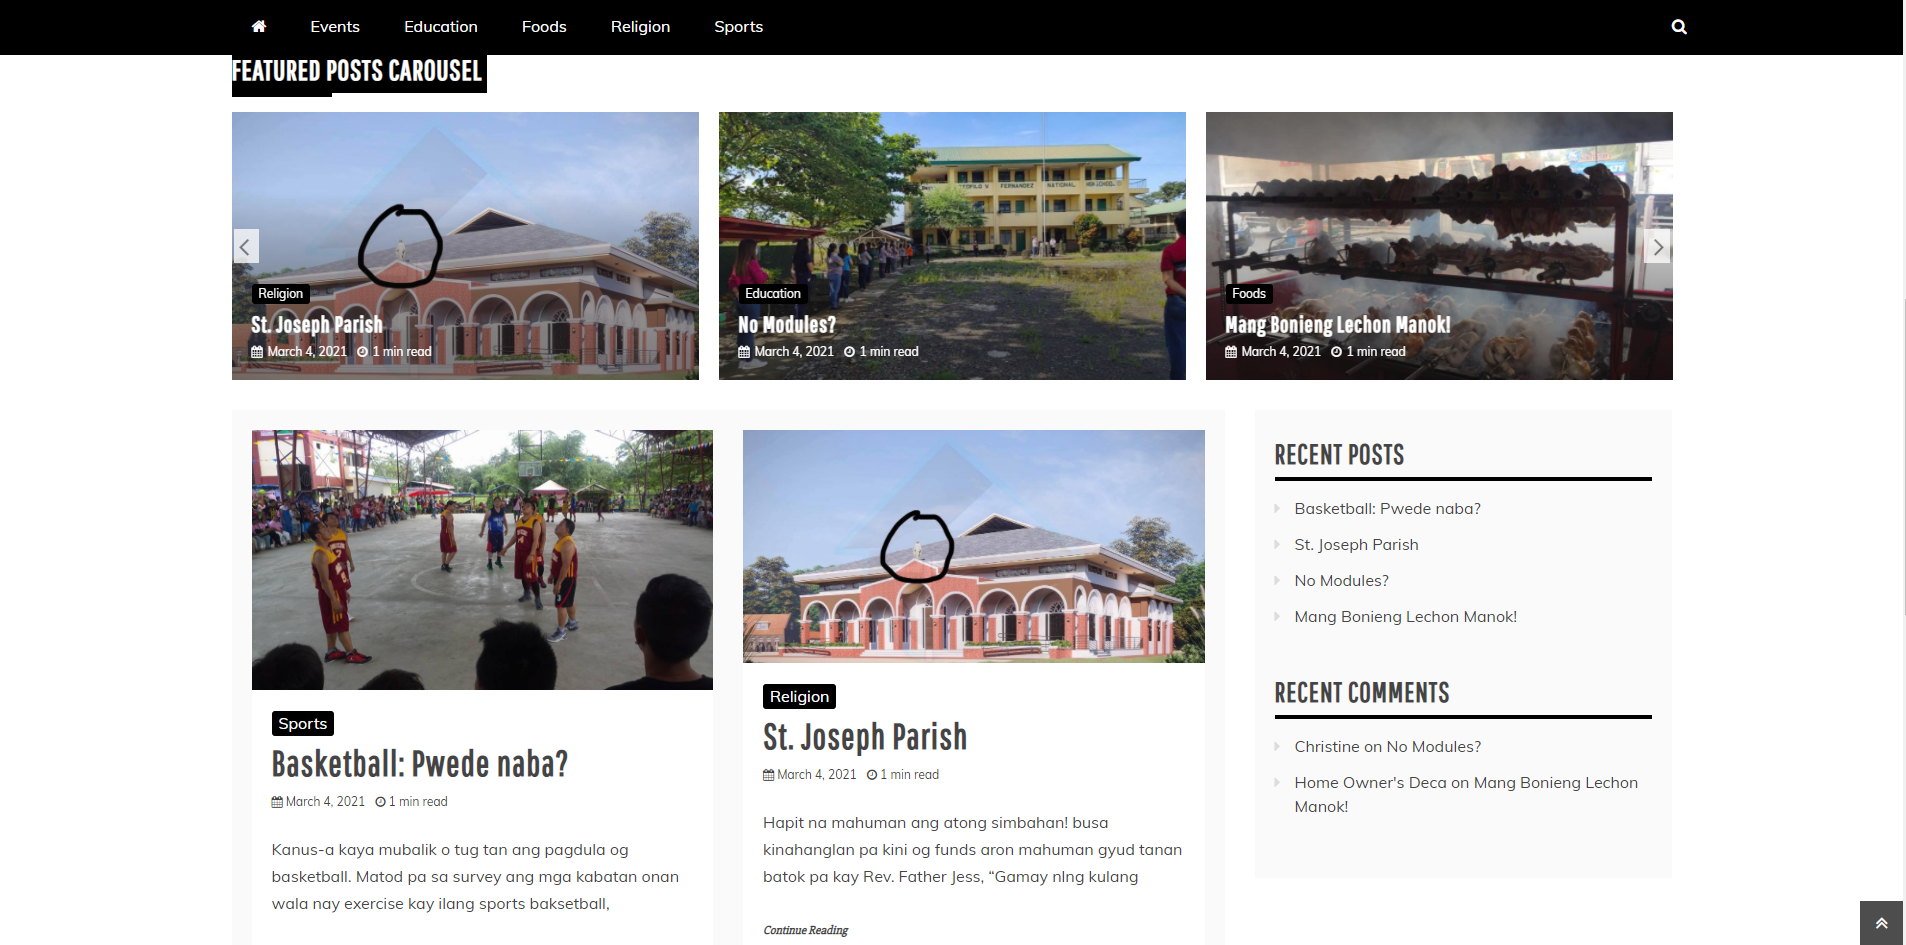 Events Education Foods Religion Sports
FEATURED POSTS CAROUSEL
Religion
St. Joseph Parish
March 4, 2021 1 min read
Education
No Modules?
March 4, 2021 1 min read
Foods
Mang Bonieng Lechon Manok!
March 4, 2021 1 min read
Sports
Basketball: Pwede naba?
March 4, 2021 1 min read
Kanus-a kaya mubalik o tug tan ang pagdula og
basketball. Matod pa sa survey ang mga kabatan onan
wala nay exercise kay ilang sports baksetball,
Religion
St. Joseph Parish
March 4, 2021 1 min read
Hapit na mahuman ang atong simbahan! busa
kinahanglan pa kini og funds aron mahuman gyud tanan
batok pa kay Rev. Father Jess, “Gamay nlng kulang
Continue Reading
RECENT POSTS
Basketball: Pwede naba?
St. Joseph Parish
No Modules?
Mang Bonieng Lechon Manok!
RECENT COMMENTS
Christine on No Modules?
Home Owner's Deca on Mang Bonieng Lechon
Manok!